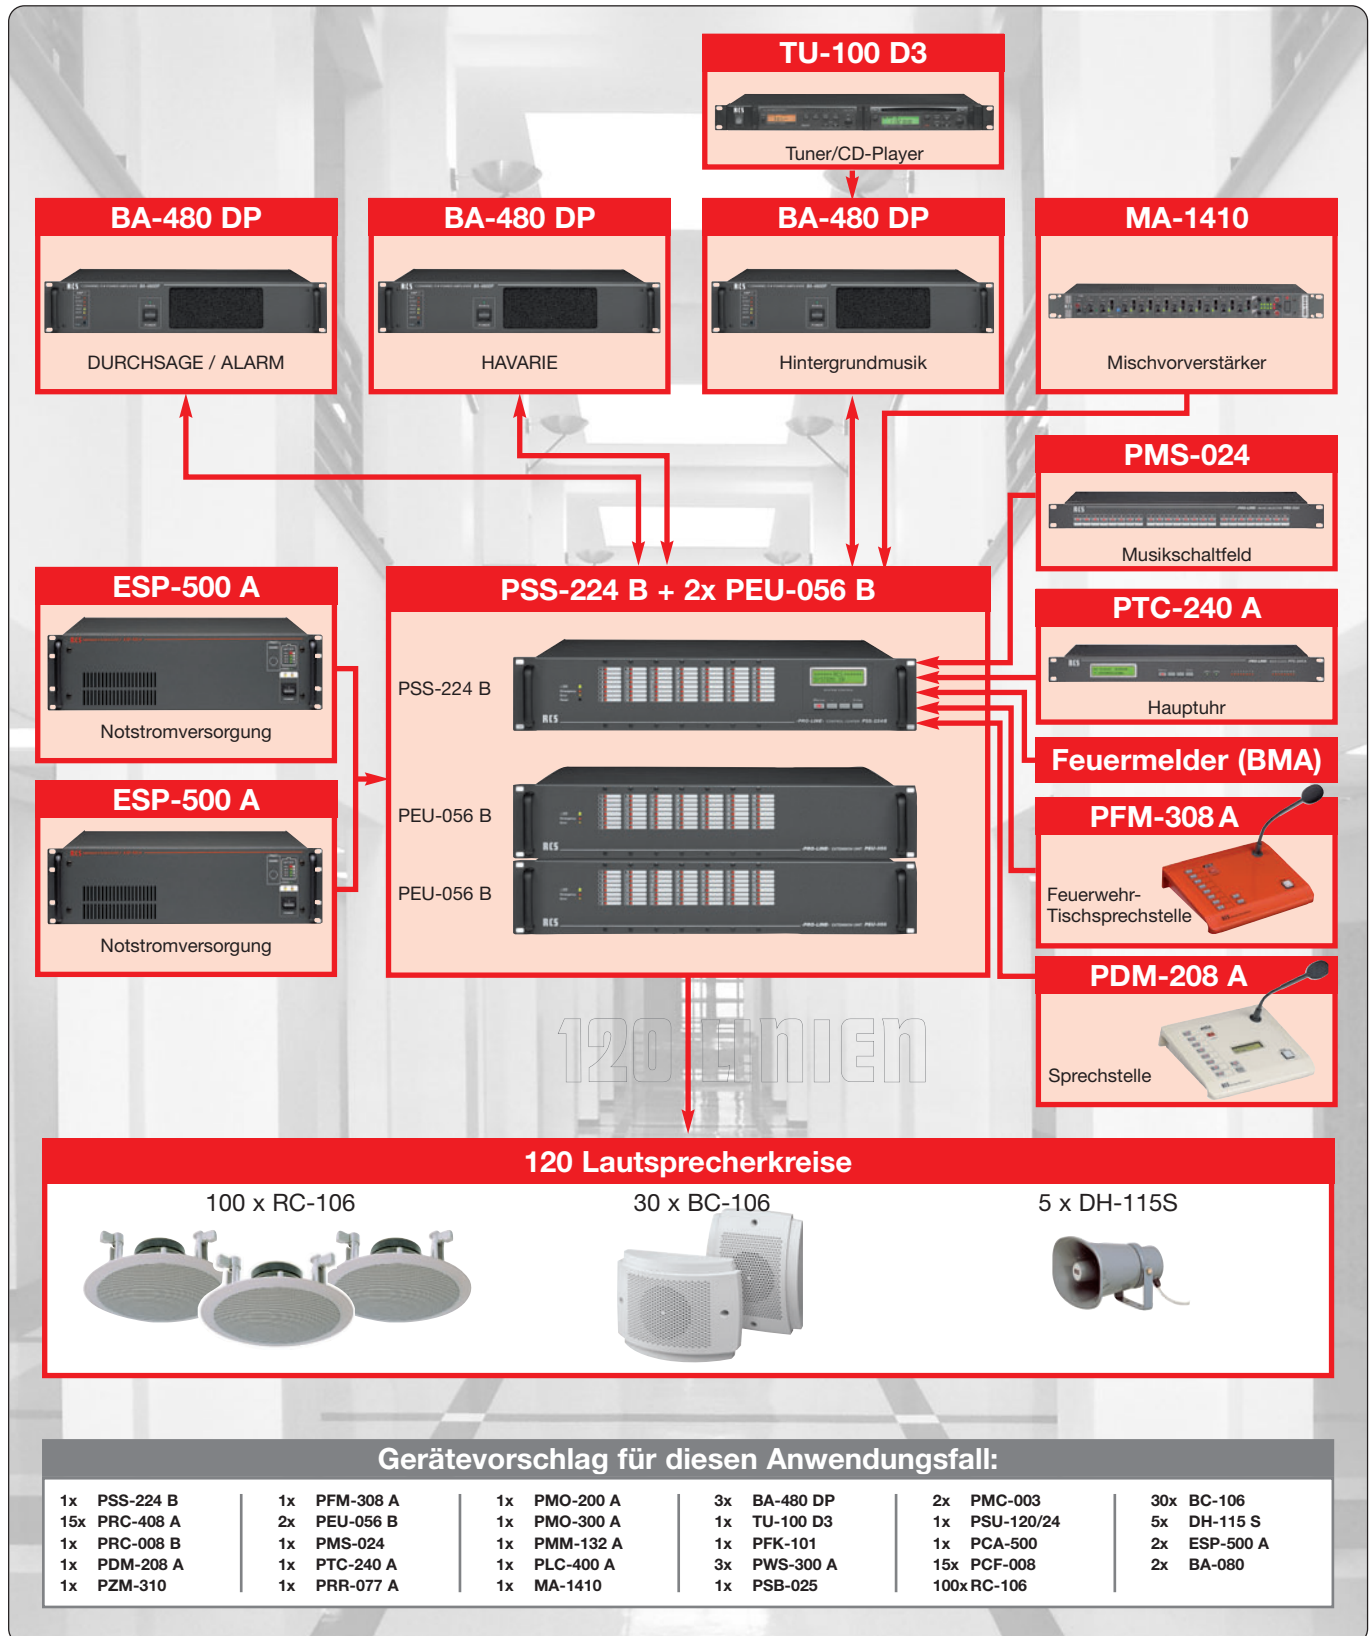 TU-100 D3
Tuner/CD-Player
BA-480 DP
DURCHSAGE / ALARM
BA-480 DP
HAVARIE
BA-480 DP
Hintergrundmusik
MA-1410
Mischvorverstärker
PMS-024
Musikschaltfeld
ESP-500 A
Notstromversorgung
ESP-500 A
Notstromversorgung
PSS-224 B + 2x PEU-056 B
PSS-224 B
PEU-056 B
PEU-056 B
PTC-240 A
Hauptuhr
Feuermelder (BMA)
PFM-308 A
Feuerwehr-
Tischsprechstelle
PDM-208 A
Sprechstelle
120 LINIEN
120 Lautsprecherkreise
100 x RC-106
30 x BC-106
5 x DH-115S
Gerätevorschlag für diesen Anwendungsfall:
1x PSS-224 B
15x PRC-408 A
1x PRC-008 B
1x PDM-208 A
1x PZM-310
1x PFM-308 A
2x PEU-056 B
1x PMS-024
1x PTC-240 A
1x PRR-077 A
1x PMO-200 A
1x PMO-300 A
1x PMM-132 A
1x PLC-400 A
1x MA-1410
3x BA-480 DP
1x TU-100 D3
1x PFK-101
3x PWS-300 A
1x PSB-025
2x PMC-003
1x PSU-120/24
1x PCA-500
15x PCF-008
100x RC-106
30x BC-106
5x DH-115 S
2x ESP-500 A
2x BA-080